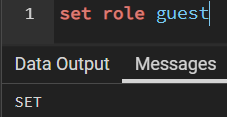 1 set role guest
Data Output Messages
SET